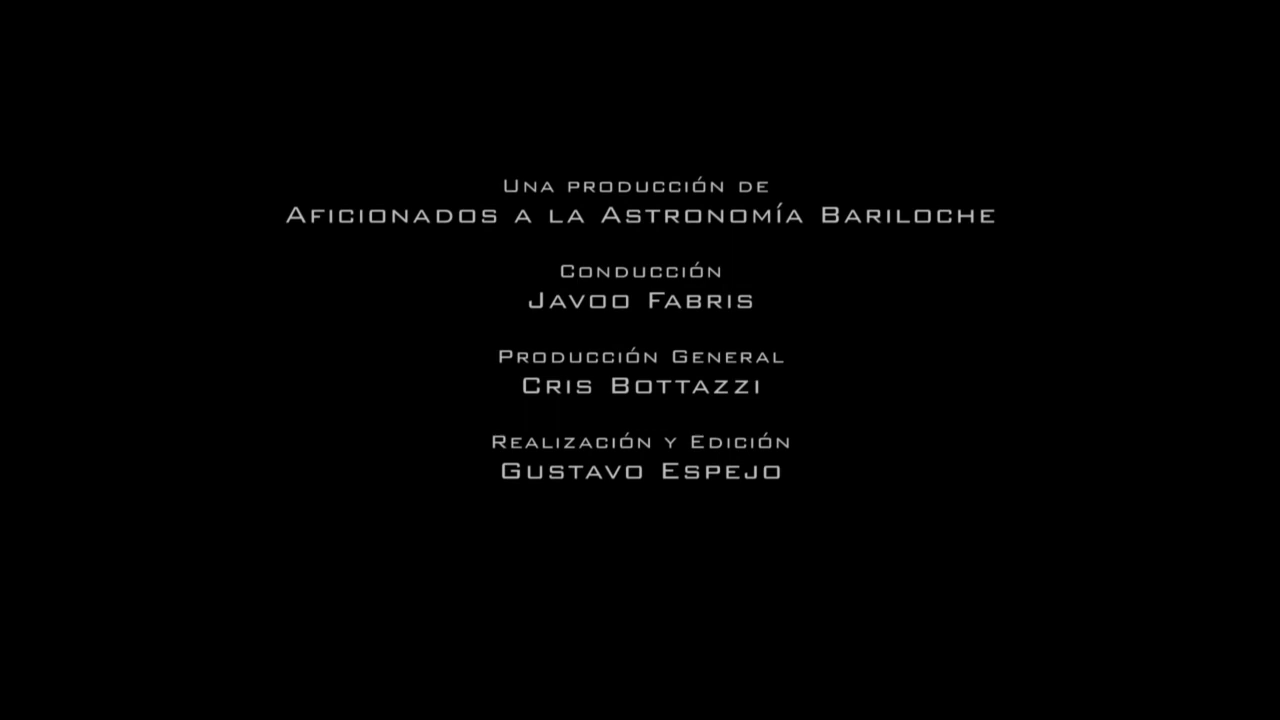 Una producción de
Aficionados a la Astronomía Bariloche
Conducción
Javoo Fabris
Producción General
Cris Bottazzi
Realización y Edición
Gustavo Espejo